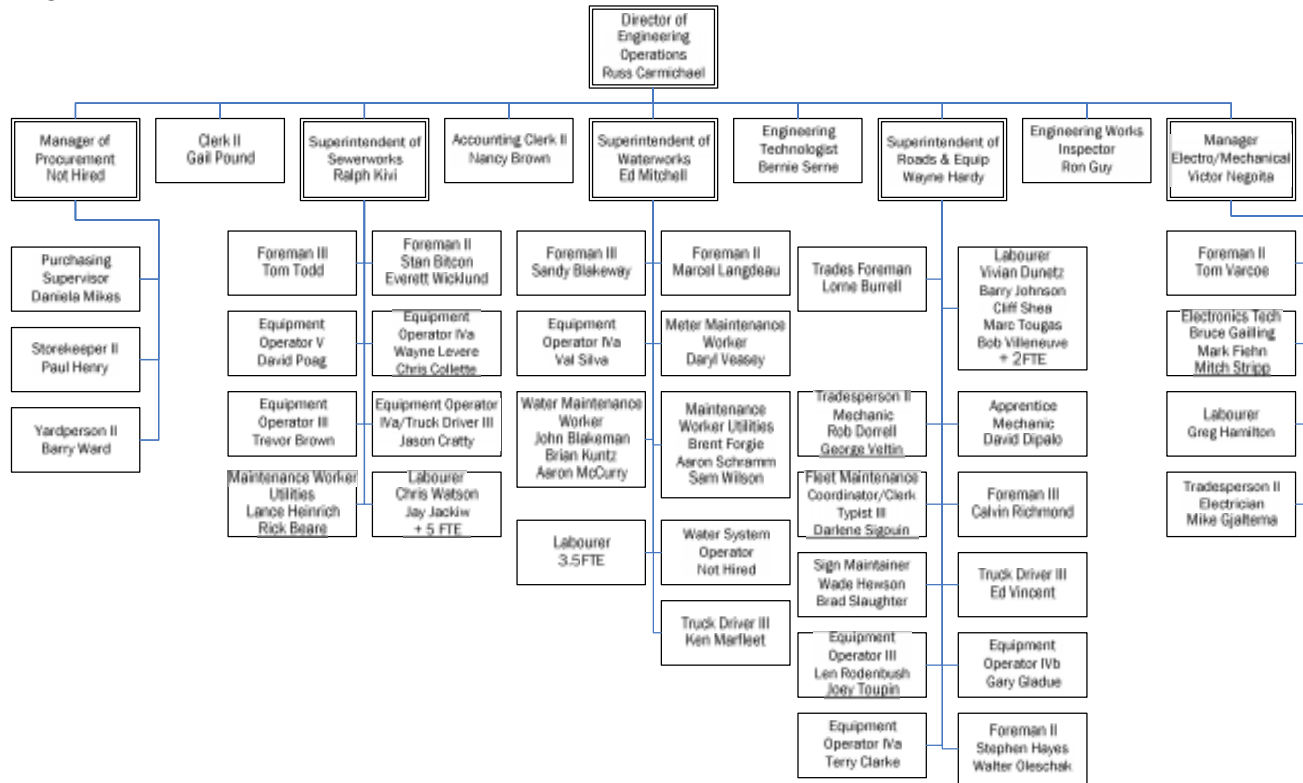 Director of
Engineering
Operations
Russ Carmichael
Manager of
Procurement
Not Hired
Clerk II
Gail Pound
Superintendent of
Sewerworks
Ralph Kivi
Accounting Clerk II
Nancy Brown
Superintendent of
Waterworks
Ed Mitchell
Engineering
Technologist
Bernie Serne
Superintendent of
Roads & Equip
Wayne Hardy
Engineering Works
Inspector
Ron Guy
Manager
Electro/Mechanical
Victor Negoita
Purchasing
Supervisor
Daniela Mikes
Storekeeper II
Paul Henry
Yardperson II
Barry Ward
Foreman III
Tom Todd
Foreman II
Stan Bitcon
Everett Wicklund
Equipment
Operator V
David Poag
Equipment
Operator IVa
Wayne Levere
Chris Collette
Equipment
Operator III
Trevor Brown
Equipment Operator
IVa/Truck Driver III
Jason Cratty
Maintenance Worker
Utilities
Lance Heinrich
Rick Beare
Labourer
Chris Watson
Jay Jackiw
+ 5 FTE
Foreman III
Sandy Blakeway
Foreman II
Marcel Langdeau
Equipment
Operator IVa
Val Silva
Meter Maintenance
Worker
Daryl Veasey
Water Maintenance
Worker
John Blakeman
Brian Kuntz
Aaron McCurry
Maintenance
Worker Utilities
Brent Forgie
Aaron Schramm
Sam Wilson
Labourer
3.5FTE
Water System
Operator
Not Hired
Truck Driver III
Ken Marfleet
Trades Foreman
Lorne Burrell
Labourer
Vivian Dunetz
Barry Johnson
Cliff Shea
Marc Tougas
Bob Villeneuve
+ 2FTE
Tradesperson II
Mechanic
Rob Dorrell
George Veltin
Apprentice
Mechanic
David Dipalo
Fleet Maintenance
Coordinator/Clerk
Typist III
Darlene Sigouin
Foreman III
Calvin Richmond
Sign Maintainer
Wade Hewson
Brad Slaughter
Truck Driver III
Ed Vincent
Equipment
Operator III
Len Rodenbush
Joey Toupin
Equipment
Operator IVb
Gary Gladue
Equipment
Operator IVa
Terry Clarke
Foreman II
Stephen Hayes
Walter Oleschak
Foreman II
Tom Varcoe
Electronics Tech
Bruce Gailling
Mark Fiehn
Mitch Stripp
Labourer
Greg Hamilton
Tradesperson II
Electrician
Mike Gjaltema